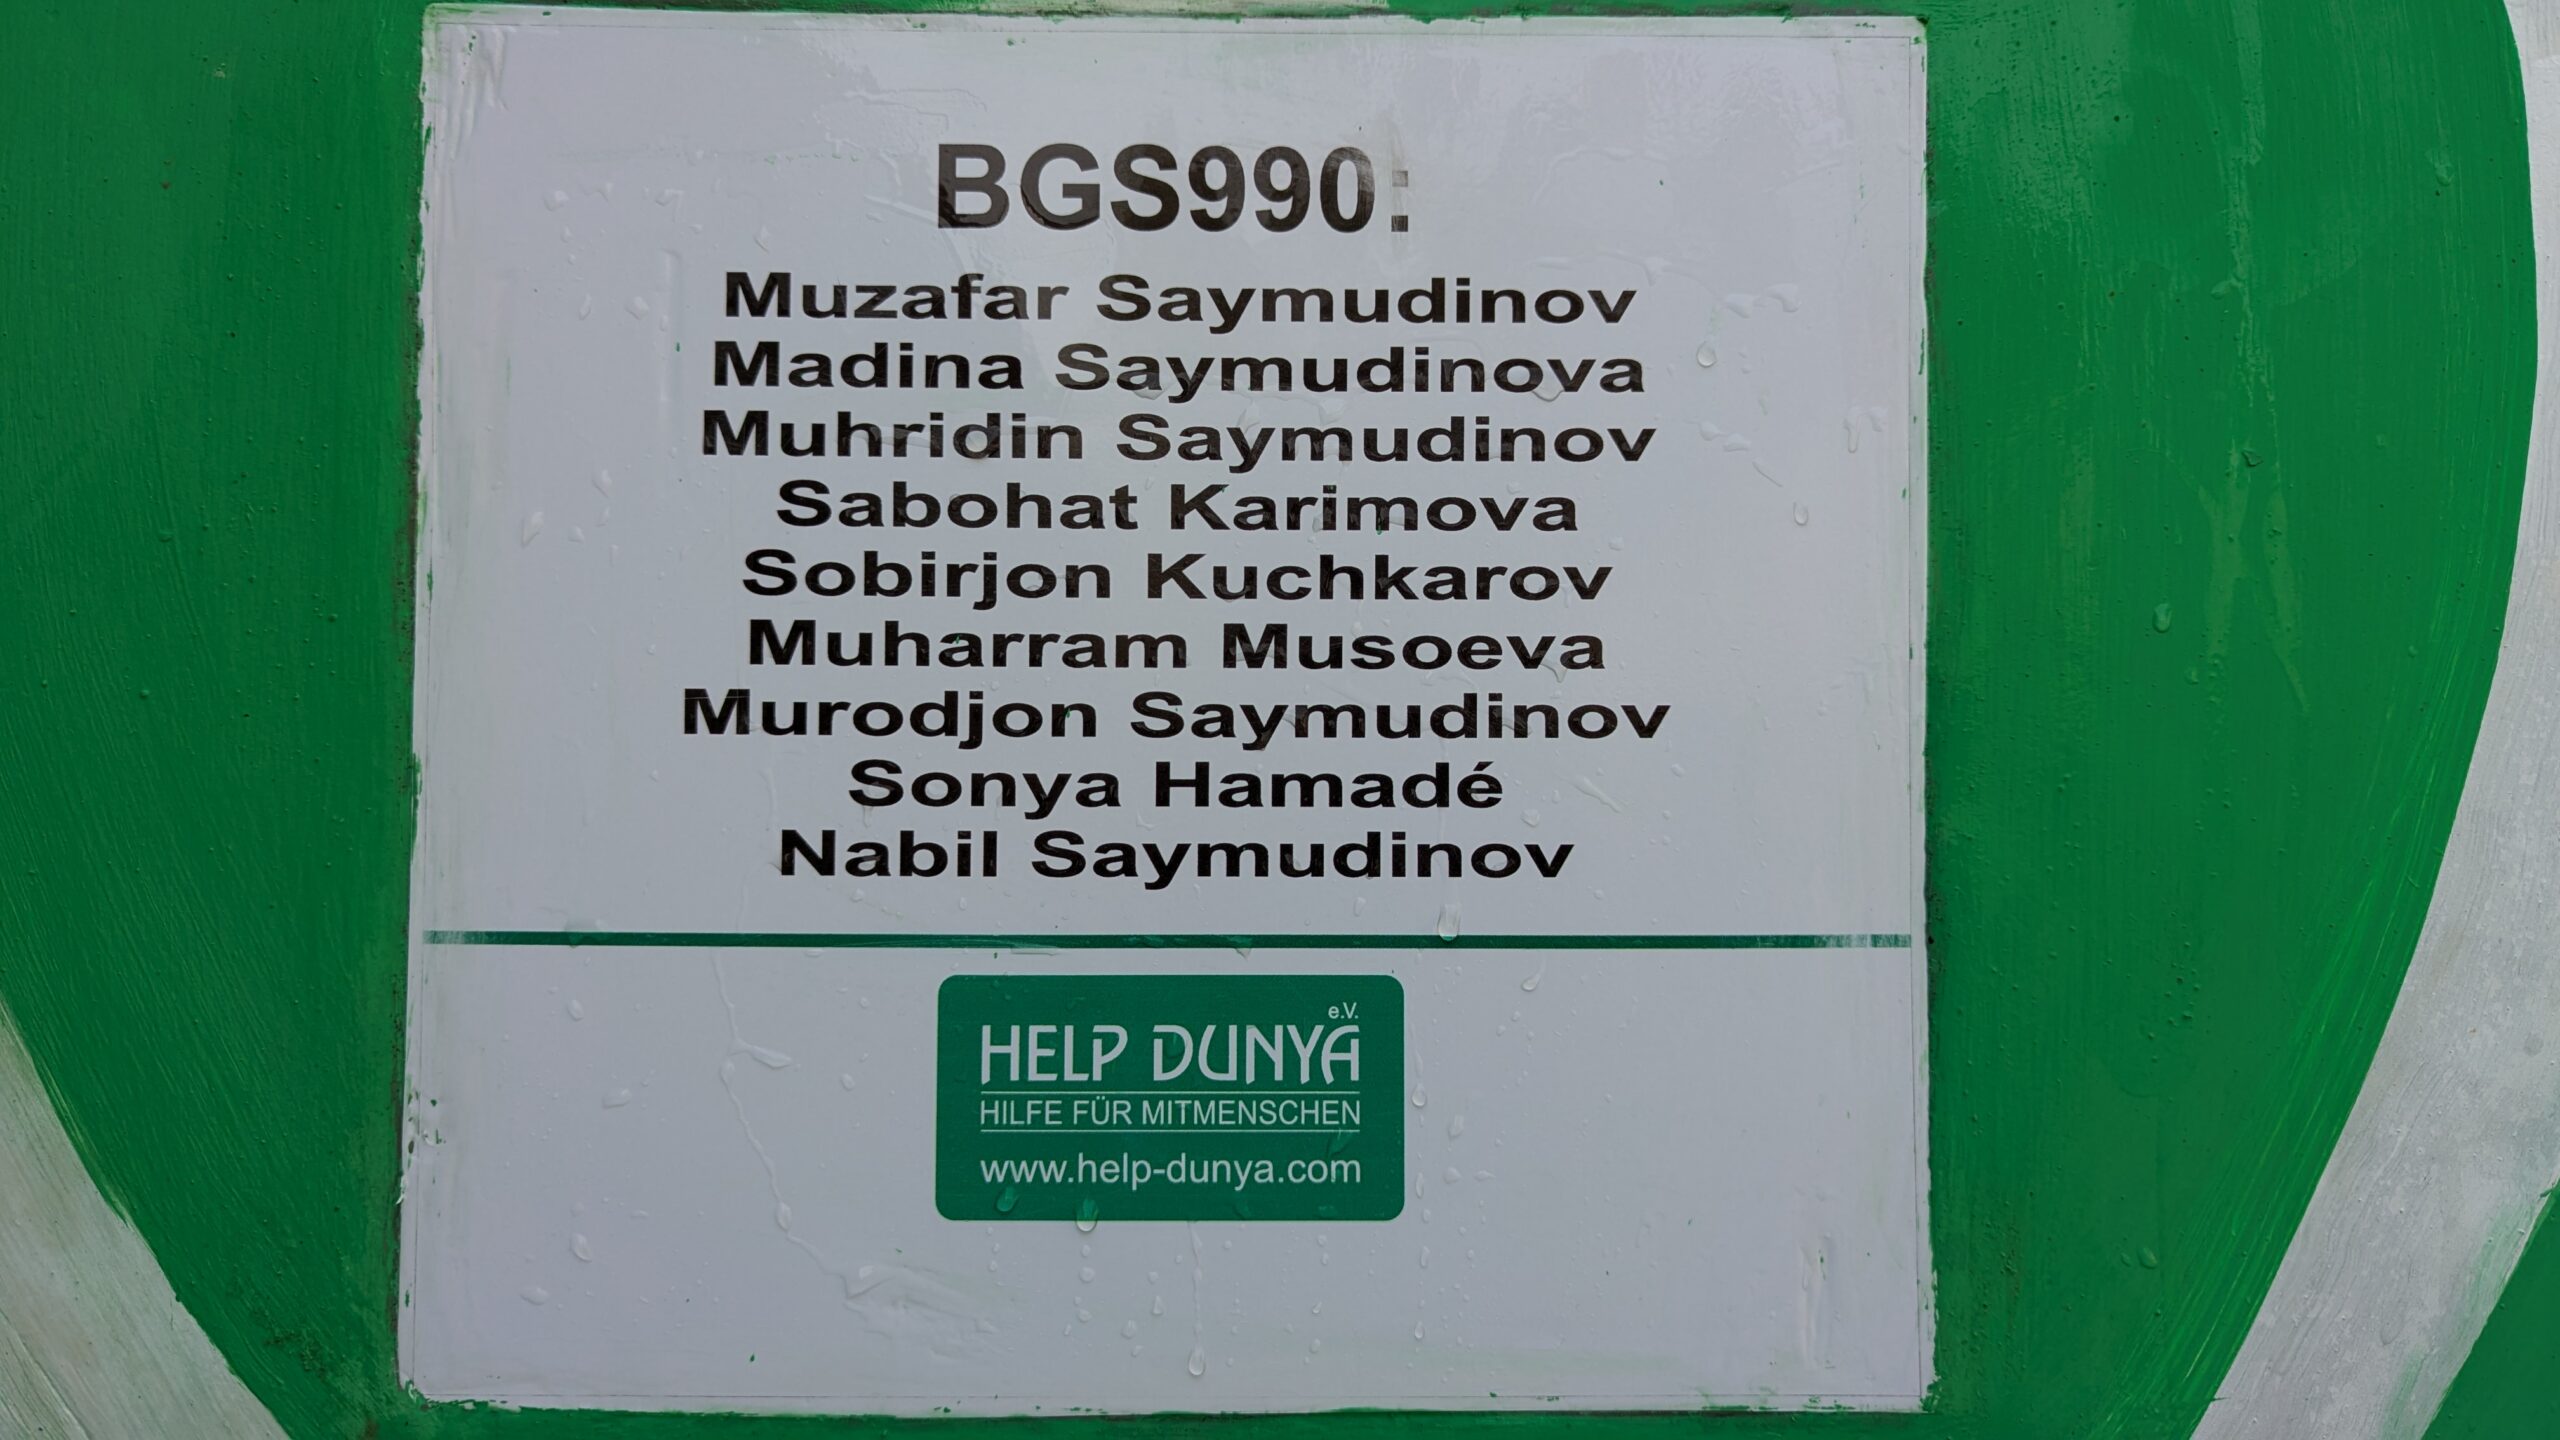 BGS990:
Muzafar Saymudinov
Madina Saymudinova
Muhridin Saymudinov
Sabohat Karimova
Sobirjon Kuchkarov
Muharram Musoeva
Murodjon Saymudinov
Sonya Hamadé
Nabil Saymudinov
e.V.
HELP DUNYA
HILFE FÜR MITMENSCHEN
www.help-dunya.com